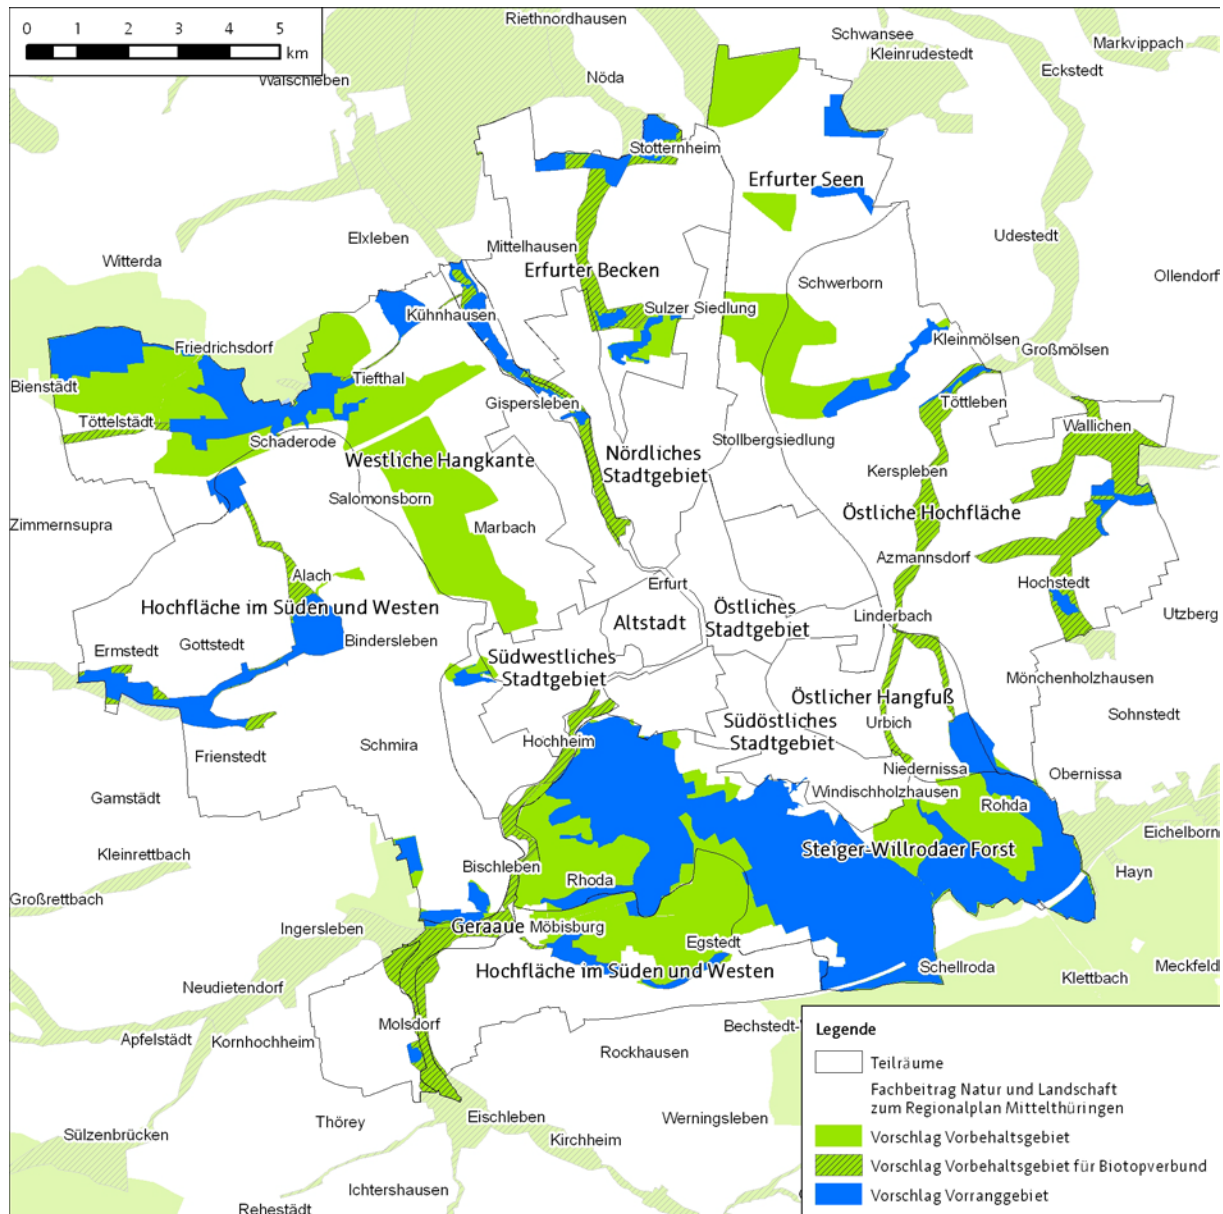 0 1 2 3 4 5
km
Riethnordhausen
Schwansee
Kleinrudestedt
Markvippach
Eckstedt
Walschleben
Nöda
Stotternheim
Erfurter Seen
Elxleben
Mittelhausen
Udestedt
Witterda
Erfurter Becken
Schwerborn
Ollendorf
Kühnhausen
Sulzer Siedlung
Kleinmölsen
Großmölsen
Friedrichsdorf
Bienstädt
Tiefthal
Gispersleben
Töttleben
Töttelstädt
Schaderode
Stollbergsiedlung
Wallichen
Westliche Hangkante
Nördliches
Stadtgebiet
Kerspleben
Salomonsborn
Zimmernsupra
Marbach
Östliche Hochfläche
Azmannsdorf
Alach
Erfurt
Hochstedt
Hochfläche im Süden und Westen
Altstadt
Östliches
Stadtgebiet
Linderbach
Utzberg
Ermstedt
Gottstedt
Bindersleben
Südwestliches
Stadtgebiet
Mönchenholzhausen
Östlicher Hangfuß
Sohnstedt
Südöstliches
Stadtgebiet
Urbich
Hochheim
Schmira
Frienstedt
Niedernissa
Obernissa
Gamstädt
Windischholzhausen
Rohda
Eichelborn
Kleinrettbach
Steiger-Willrodaer Forst
Bischleben
Rhoda
Hayn
Großrettbach
Ingersleben
Geraaue
Möbisburg
Egstedt
Hochfläche im Süden und Westen
Schellroda
Klettbach
Meckfeld
Neudietendorf
Molsdorf
Bechstedt-
Apfelstädt
Kornhochheim
Rockhausen
Thörey
Eischleben
Werningsleben
Sülzenbrücken
Kirchheim
Ichtershausen
Rehestädt
Legende
Teilräume
Fachbeitrag Natur und Landschaft
zum Regionalplan Mittelthüringen
Vorschlag Vorbehaltsgebiet
Vorschlag Vorbehaltsgebiet für Biotopverbund
Vorschlag Vorranggebiet